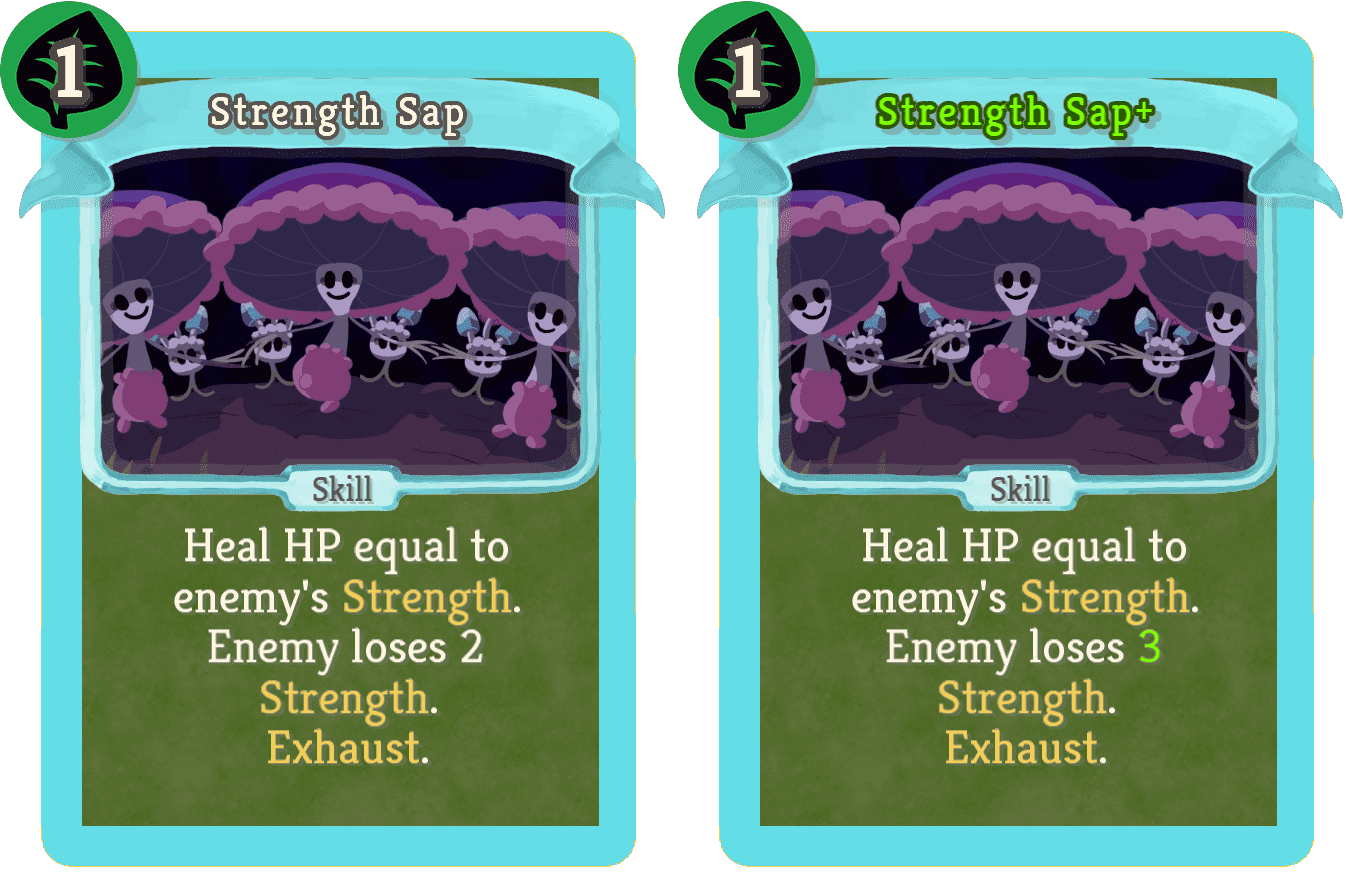 1
Strength Sap
Skill
Heal HP equal to
enemy's Strength.
Enemy loses 2
Strength.
Exhaust.
1
Strength Sap+
Skill
Heal HP equal to
enemy's Strength.
Enemy loses 3
Strength.
Exhaust.